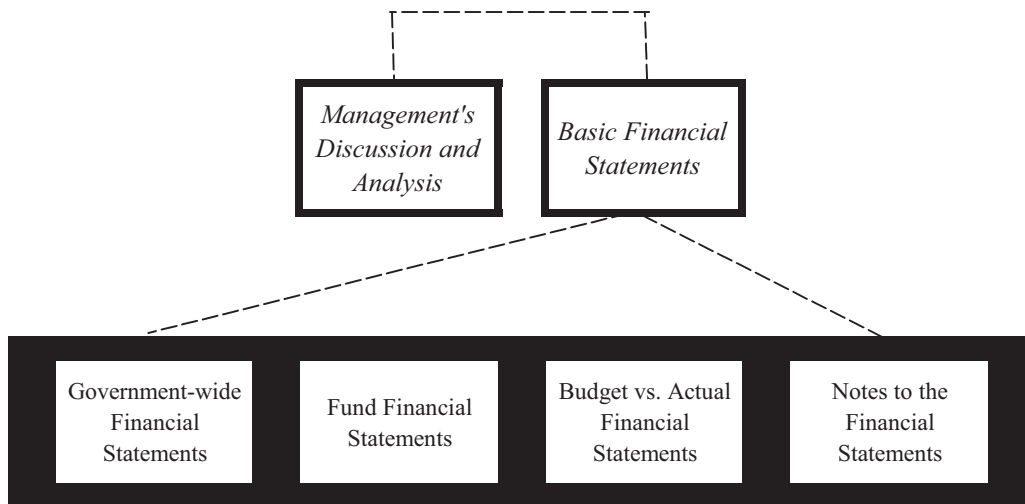 Management's
Discussion and
Analysis
Basic Financial
Statements
Government-wide
Financial
Statements
Fund Financial
Statements
Budget vs. Actual
Financial
Statements
Notes to the
Financial
Statements